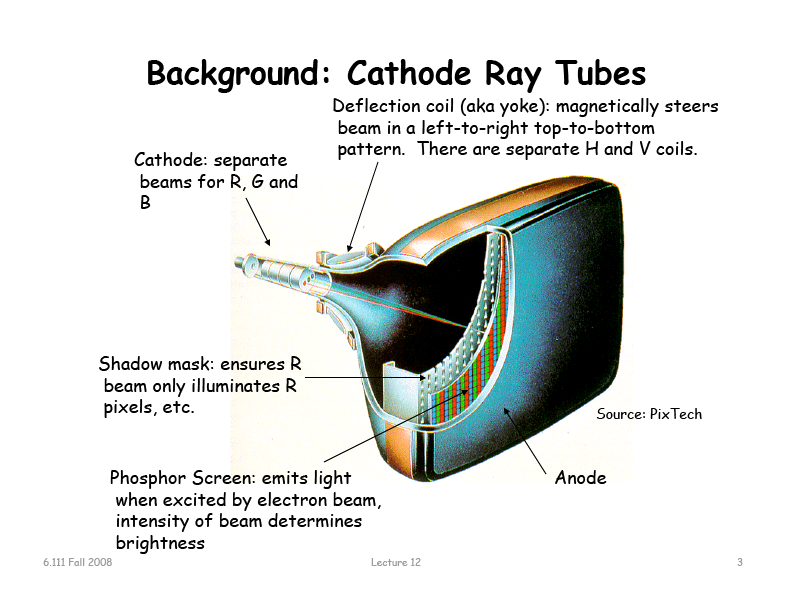 Background: Cathode Ray Tubes
Deflection coil (aka yoke): magnetically steers
beam in a left-to-right top-to-bottom
pattern.  There are separate H and V coils.
Cathode: separate
beams for R, G and
B
Shadow mask: ensures R
beam only illuminates R
pixels, etc.
Source: PixTech
Phosphor Screen: emits light
when excited by electron beam,
intensity of beam determines
brightness
Anode
6.111 Fall 2008
Lecture 12
3